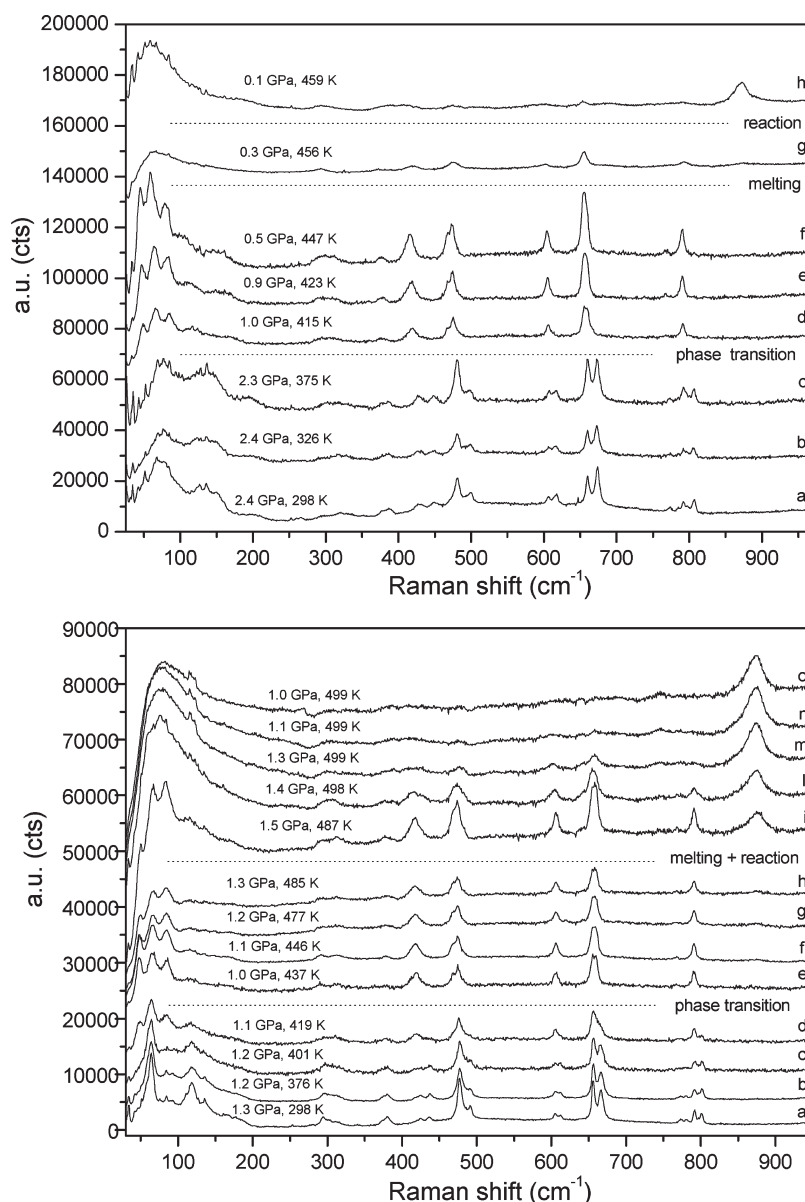 200000
180000
160000
140000
120000
100000
80000
60000
40000
20000
0
a.u. (cts)
0.1 GPa, 459 K
h
reaction
0.3 GPa, 456 K
g
melting
0.5 GPa, 447 K
f
0.9 GPa, 423 K
e
1.0 GPa, 415 K
d
phase transition
2.3 GPa, 375 K
c
2.4 GPa, 326 K
b
2.4 GPa, 298 K
a
100 200 300 400 500 600 700 800 900
Raman shift (cm-1)
90000
80000
70000
60000
50000
40000
30000
20000
10000
0
a.u. (cts)
1.0 GPa, 499 K
o
1.1 GPa, 499 K
n
1.3 GPa, 499 K
m
1.4 GPa, 498 K
l
1.5 GPa, 487 K
i
melting + reaction
1.3 GPa, 485 K
h
1.2 GPa, 477 K
g
1.1 GPa, 446 K
f
1.0 GPa, 437 K
e
phase transition
1.1 GPa, 419 K
d
1.2 GPa, 401 K
c
1.2 GPa, 376 K
b
1.3 GPa, 298 K
a
100 200 300 400 500 600 700 800 900
Raman shift (cm-1)